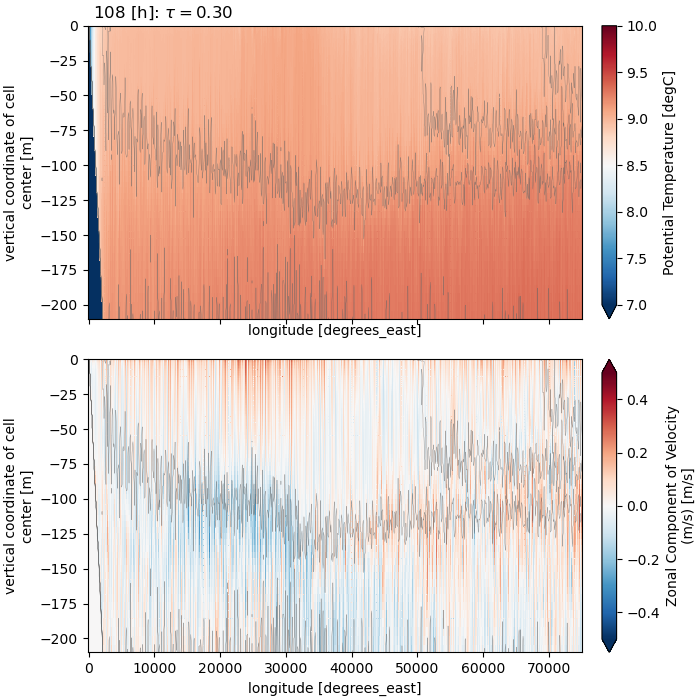 108 [h]: τ = 0.30
0
−25
−50
−75
−100
−125
−150
−175
−200
vertical coordinate of cell
center [m]
longitude [degrees_east]
10.0
9.5
9.0
8.5
8.0
7.5
7.0
Potential Temperature [degC]
0
−25
−50
−75
−100
−125
−150
−175
−200
vertical coordinate of cell
center [m]
0 10000 20000 30000 40000 50000 60000 70000
longitude [degrees_east]
0.4
0.2
0.0
−0.2
−0.4
Zonal Component of Velocity
(m/s) [m/s]